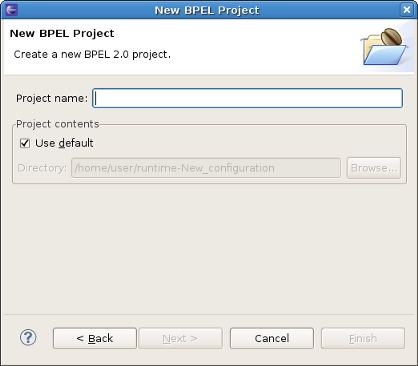 New BPEL Project
New BPEL Project
Create a new BPEL 2.0 project.
Project name:
Project contents
Use default
Directory: /home/user/runtime-New_configuration Browse...
? < Back Next > Cancel Finish